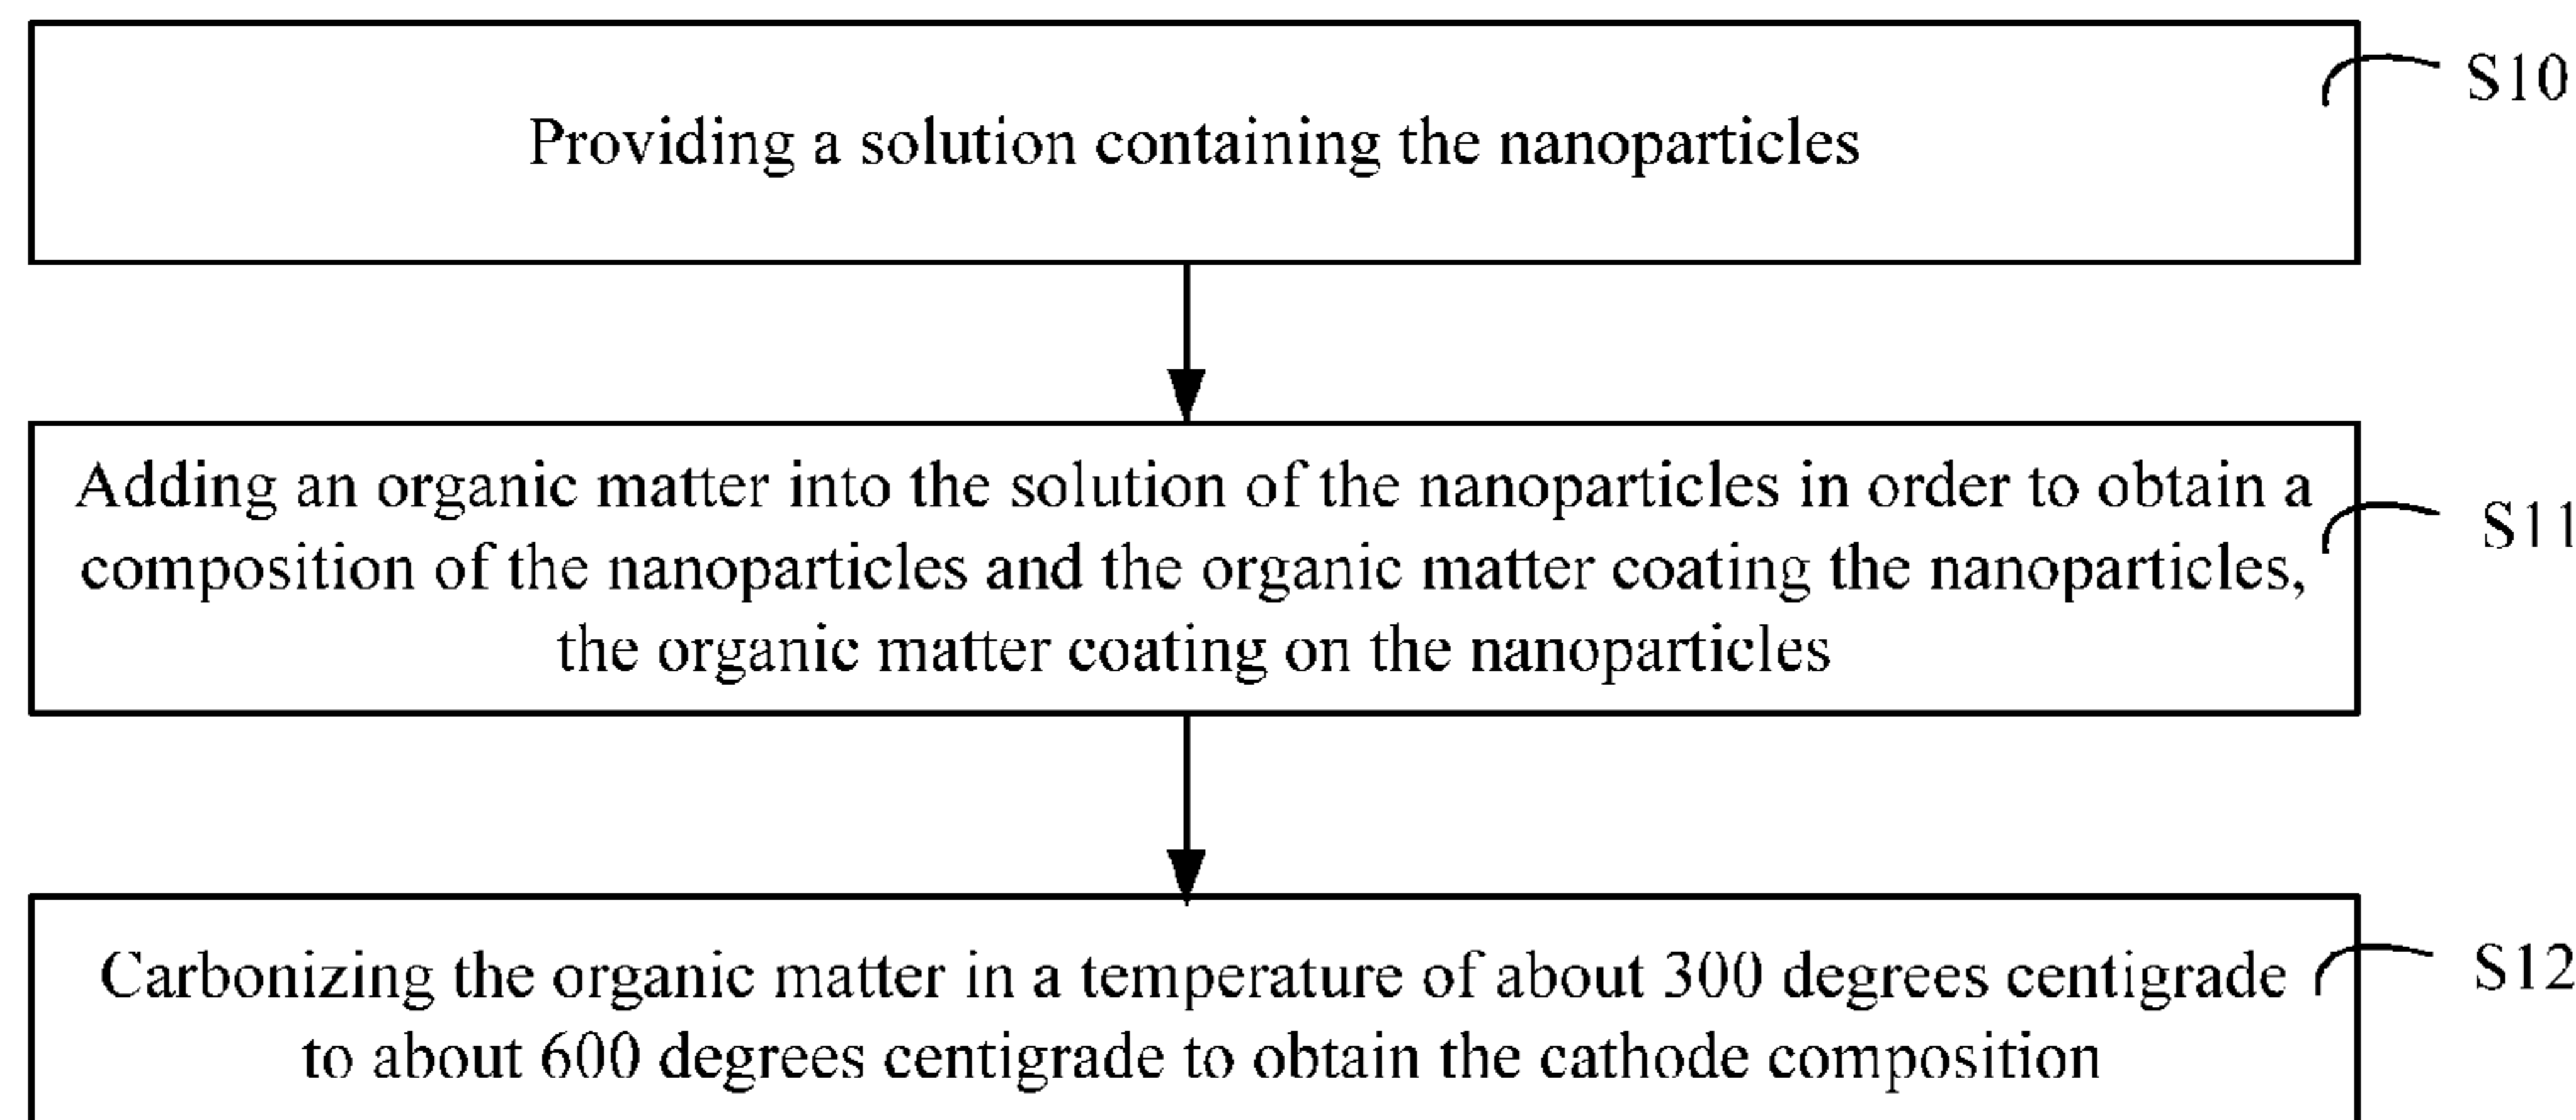 S10
Providing a solution containing the nanoparticles
Adding an organic matter into the solution of the nanoparticles in order to obtain a
composition of the nanoparticles and the organic matter coating the nanoparticles,
the organic matter coating on the nanoparticles
S11
Carbonizing the organic matter in a temperature of about 300 degrees centigrade
to about 600 degrees centigrade to obtain the cathode composition
S12